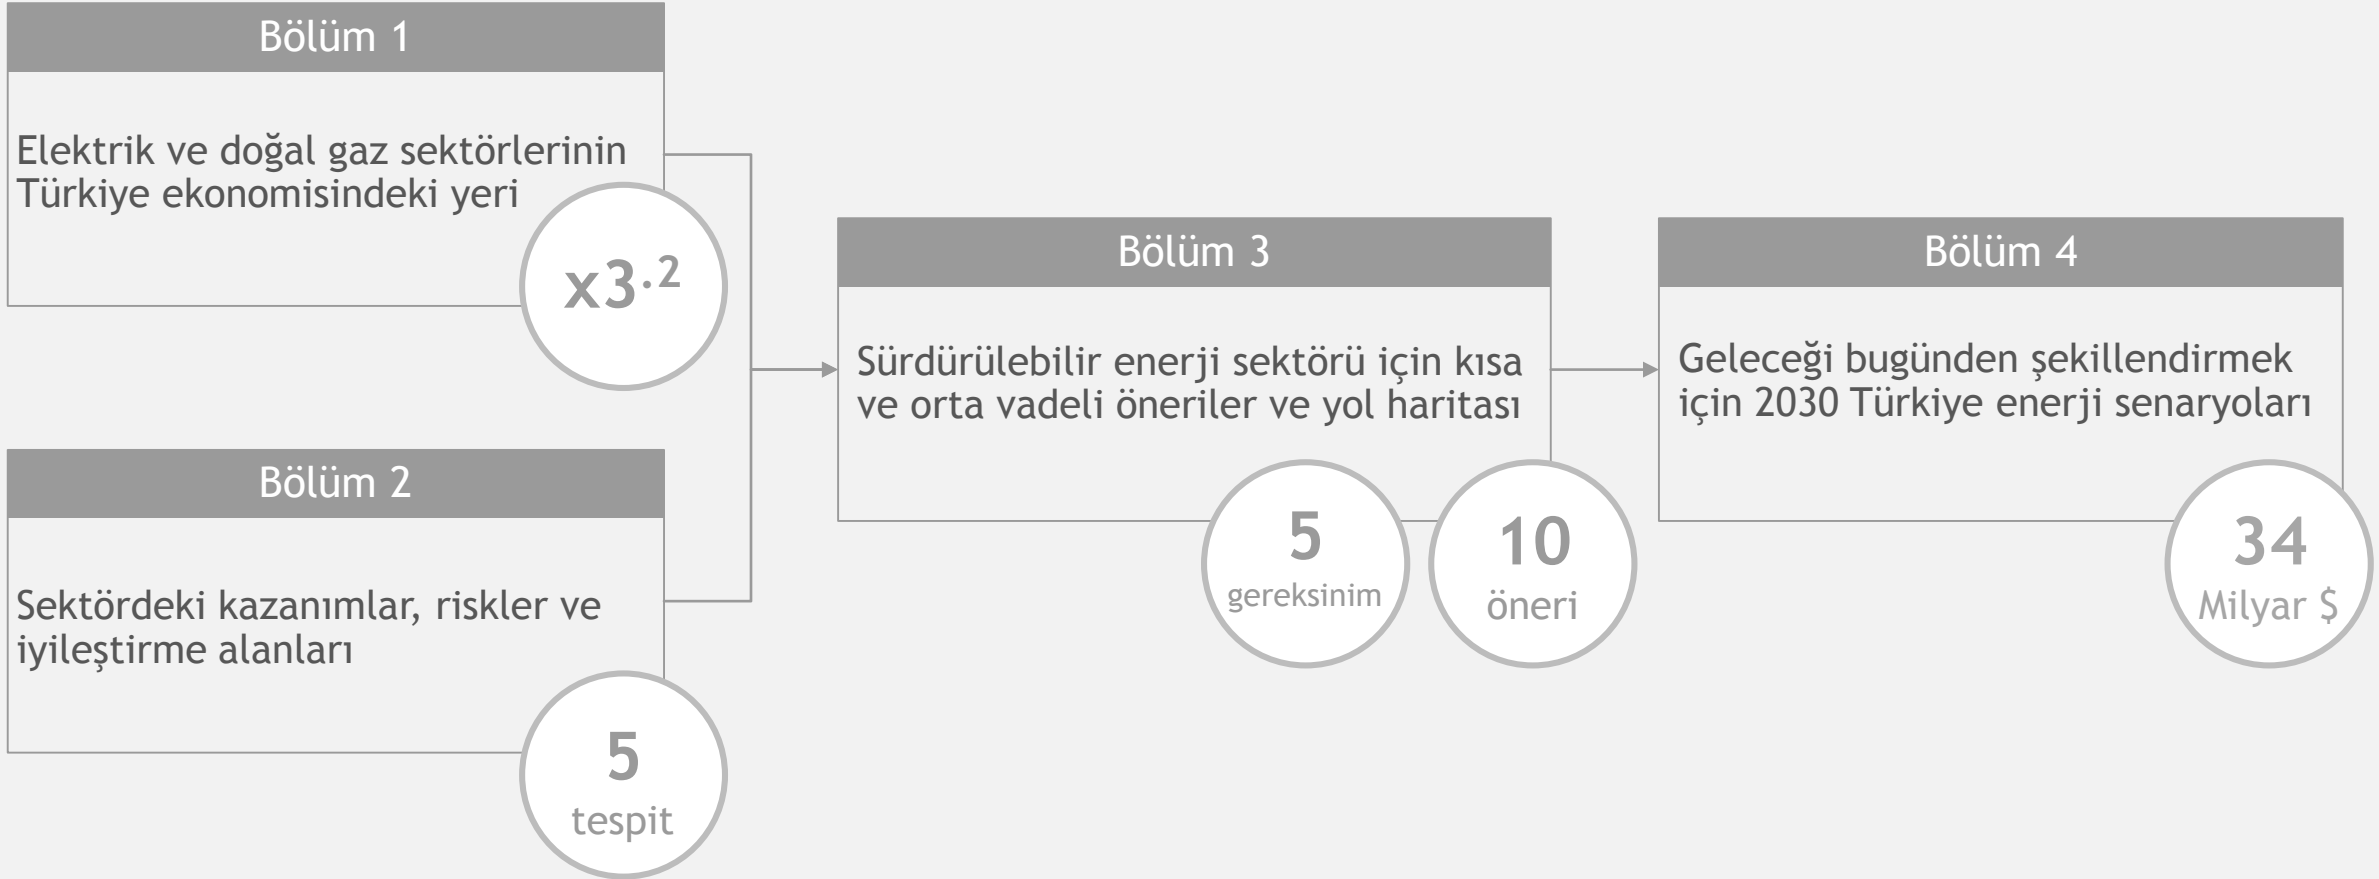 Bölüm 1
Elektrik ve doğal gaz sektörlerinin
Türkiye ekonomisindeki yeri
x3.2
Bölüm 2
Sektördeki kazanımlar, riskler ve
iyileştirme alanları
5
tespit
Bölüm 3
Sürdürülebilir enerji sektörü için kısa
ve orta vadeli öneriler ve yol haritası
5
gereksinim
10
öneri
Bölüm 4
Geleceği bugünden şekillendirmek
için 2030 Türkiye enerji senaryoları
34
Milyar $